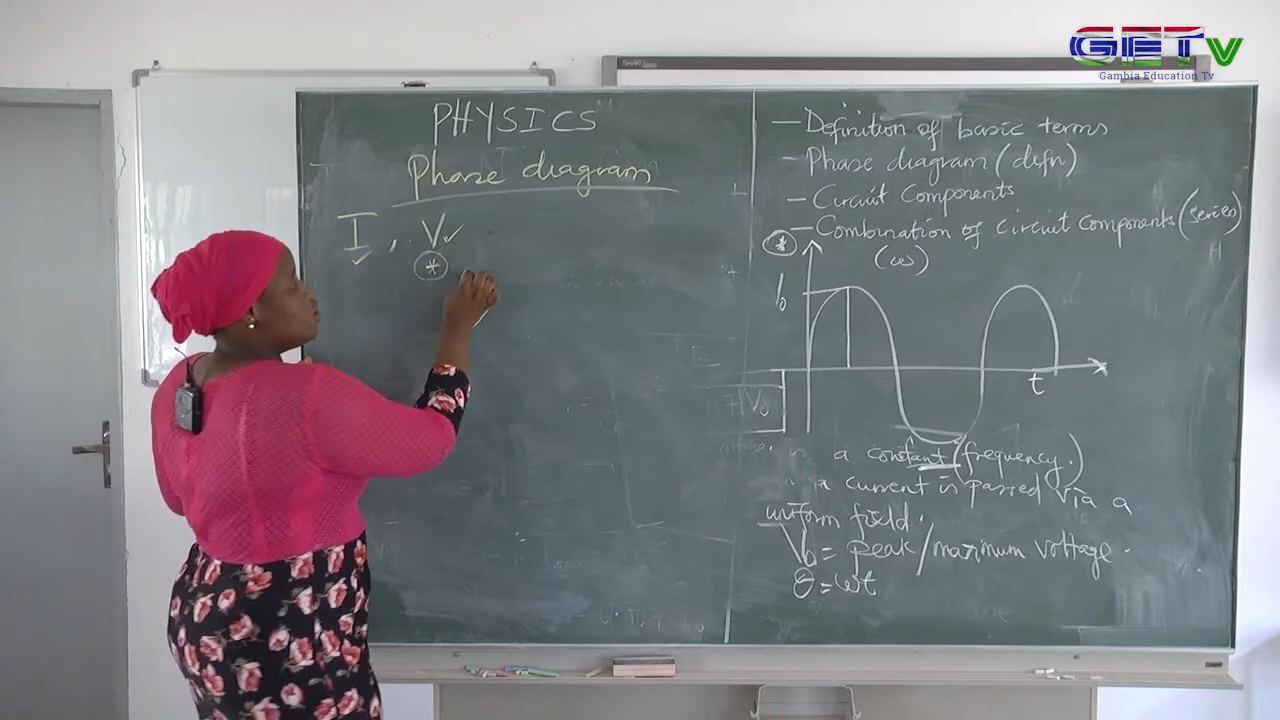 GETv
Gambia Education Tv
PHYSICS
Phase diagram
I, V
*
— Definition of basic terms
— Phase diagram (defn)
— Circuit Components
— Combination of circuit components (series)
* (ω)
I₀
t
V₀
a constant (frequency.)
current is passed via a
uniform field.
V₀ = peak/maximum voltage.
θ = ωt